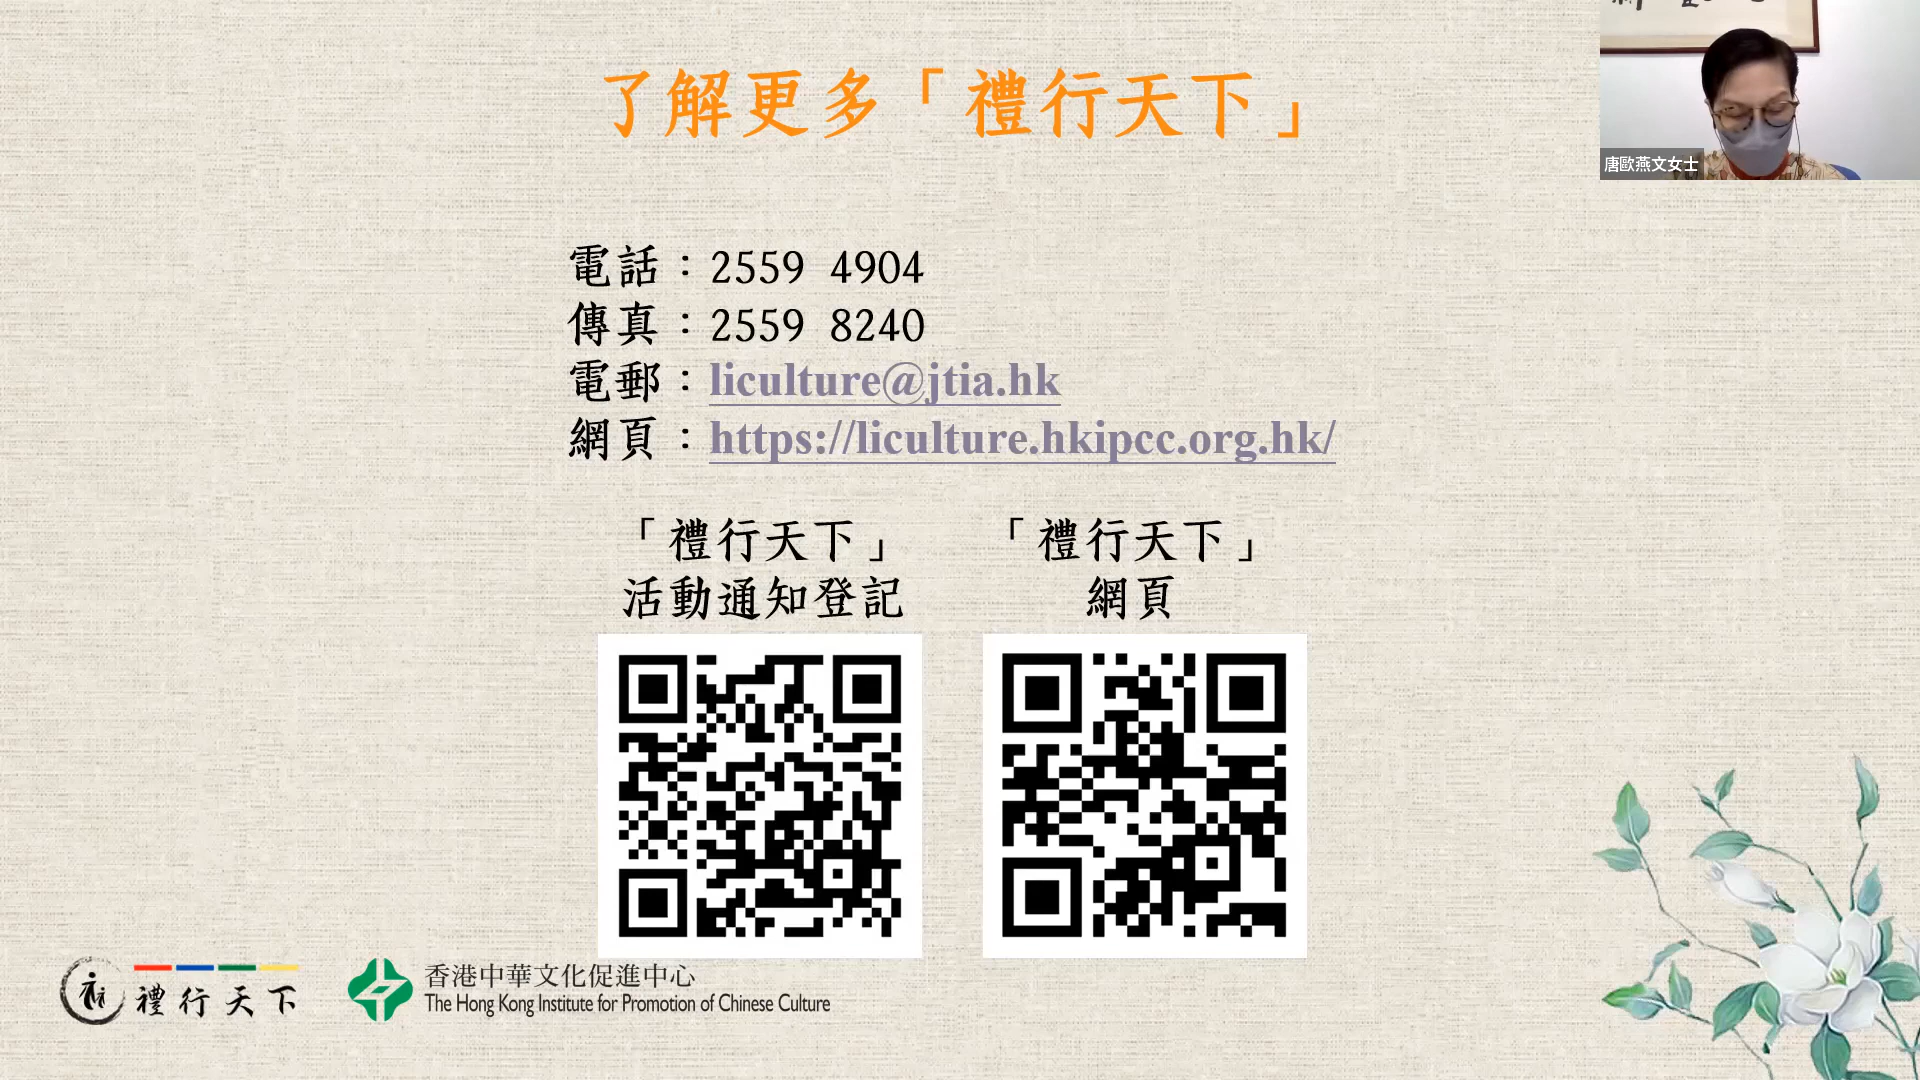 了解更多「禮行天下」
唐歐燕文女士
電話：2559 4904
傳真：2559 8240
電郵：liculture@jtia.hk
網頁：https://liculture.hkipcc.org.hk/
「禮行天下」
活動通知登記
「禮行天下」
網頁
禮行天下
香港中華文化促進中心
The Hong Kong Institute for Promotion of Chinese Culture